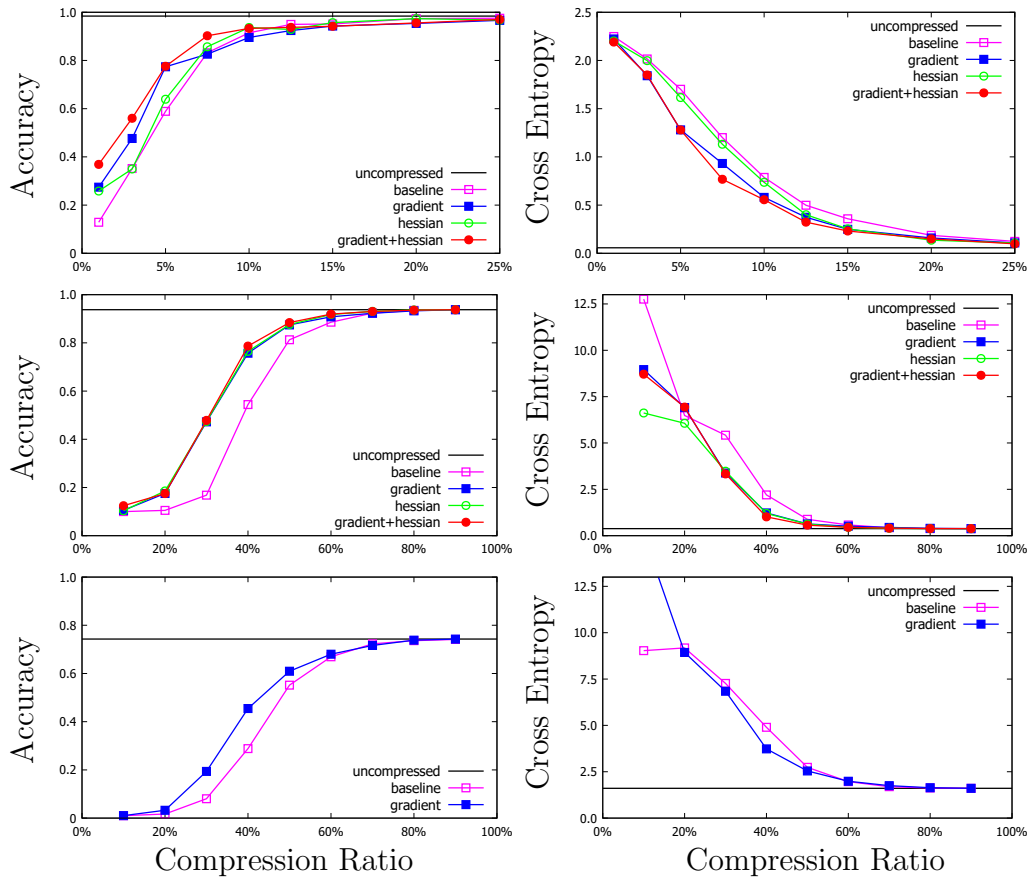 Accuracy
1.0
0.8
0.6
0.4
0.2
0
0%
5%
10%
15%
20%
25%
uncompressed
baseline
gradient
hessian
gradient+hessian
Cross Entropy
2.5
2.0
1.5
1.0
0.5
0.0
0%
5%
10%
15%
20%
25%
uncompressed
baseline
gradient
hessian
gradient+hessian
Accuracy
1.0
0.8
0.6
0.4
0.2
0
0%
20%
40%
60%
80%
100%
uncompressed
baseline
gradient
hessian
gradient+hessian
Cross Entropy
12.5
10.0
7.5
5.0
2.5
0.0
0%
20%
40%
60%
80%
100%
uncompressed
baseline
gradient
hessian
gradient+hessian
Accuracy
1.0
0.8
0.6
0.4
0.2
0
0%
20%
40%
60%
80%
100%
uncompressed
baseline
gradient
Compression Ratio
Cross Entropy
12.5
10.0
7.5
5.0
2.5
0.0
0%
20%
40%
60%
80%
100%
uncompressed
baseline
gradient
Compression Ratio